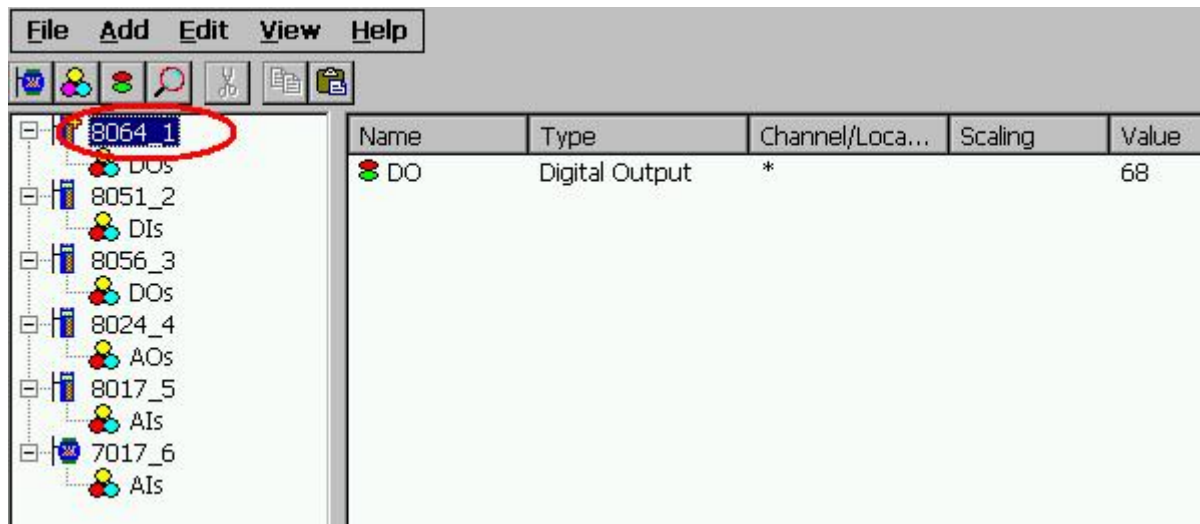 File Add Edit View Help
8064_1
DOs
8051_2
DIs
8056_3
DOs
8024_4
AOs
8017_5
AIs
7017_6
AIs
Name Type Channel/Loca... Scaling Value
DO Digital Output * 68